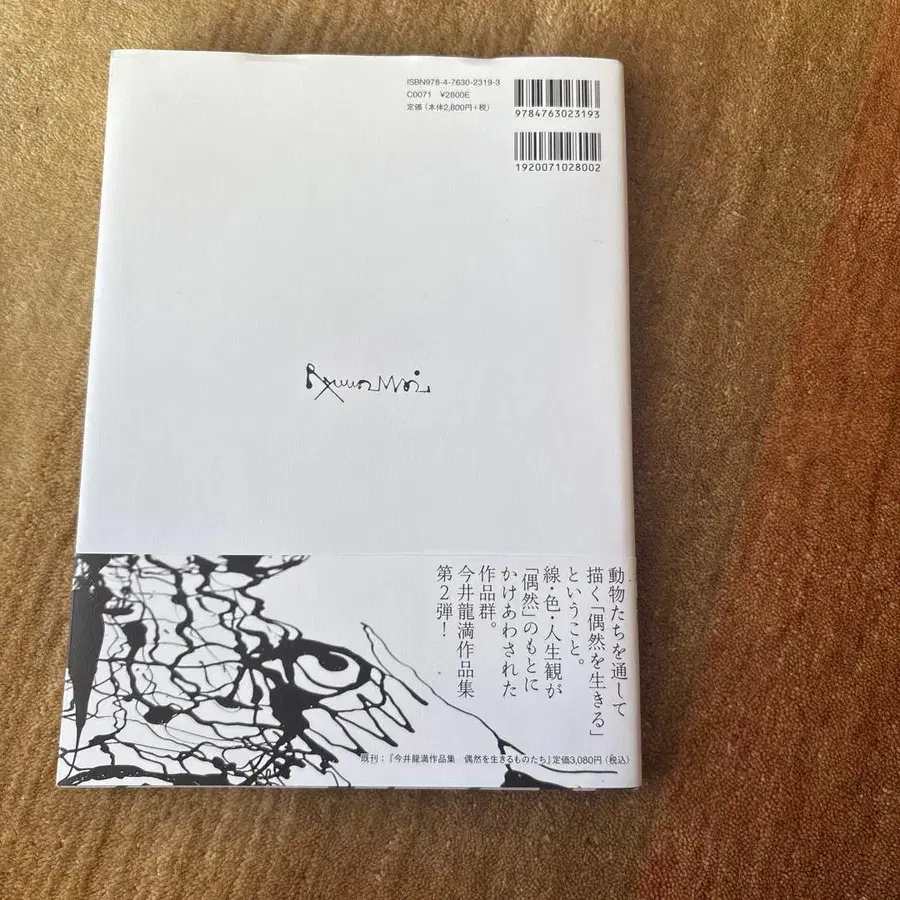 ISBN978-4-7630-2319-3
C0071 ¥2800E
定価(本体2,800円+税)
9784763023193
1920071028002
動物たちを通して
描く「偶然を生きる」
ということ。
線・色・人生観が
「偶然」のもとに
かけあわされた
作品群。
今井龍満作品集
第2弾!
既刊:『今井龍満作品集 偶然を生きるものたち』定価3,080円(税込)